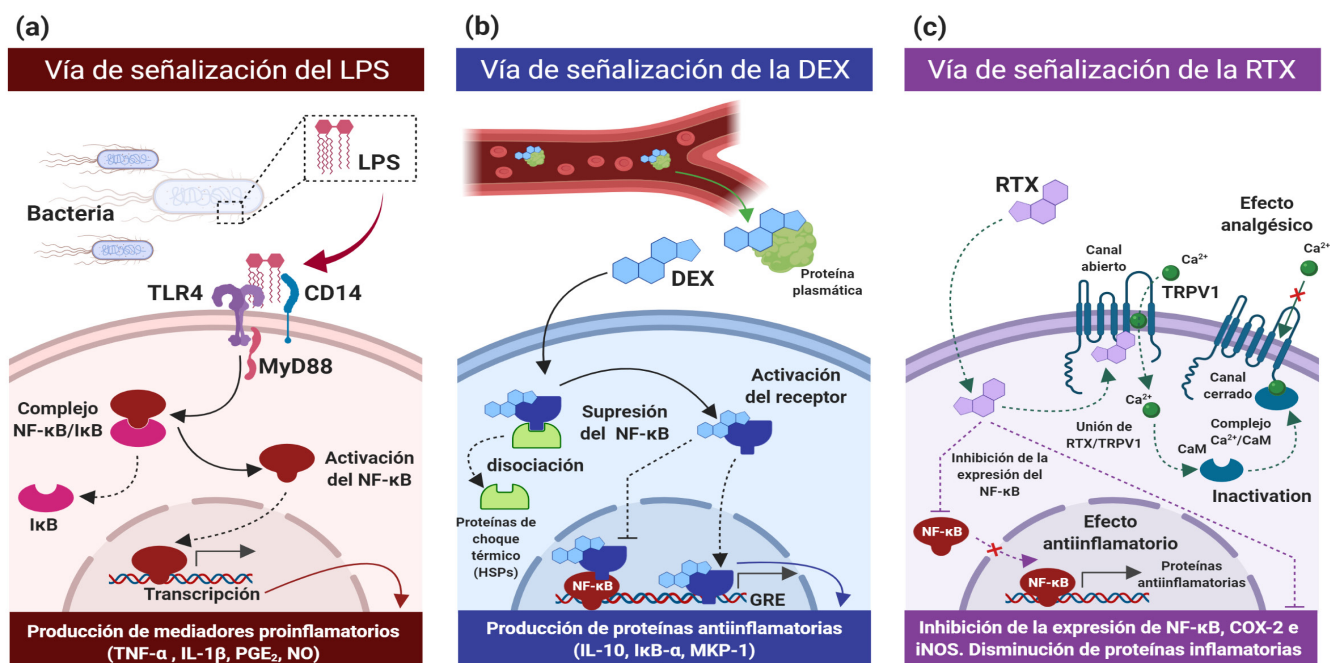 (a)
Vía de señalización del LPS
LPS
Bacteria
TLR4
CD14
MyD88
Complejo
NF-κB/IκB
Activación
del NF-κB
IκB
Transcripción
Producción de mediadores proinflamatorios
(TNF-α , IL-1β, PGE₂, NO)
(b)
Vía de señalización de la DEX
DEX
Proteína
plasmática
Activación
del receptor
Supresión
del NF-κB
disociación
Proteínas de
choque
térmico
(HSPs)
NF-κB
GRE
Producción de proteínas antiinflamatorias
(IL-10, IκB-α, MKP-1)
(c)
Vía de señalización de la RTX
RTX
Efecto
analgésico
Canal
abierto
Ca²⁺
Ca²⁺
TRPV1
Canal
cerrado
Ca²⁺
Unión de
RTX/TRPV1
Complejo
Ca²⁺/CaM
CaM
Inactivation
Inhibición de la
expresión del
NF-κB
NF-κB
Efecto
antiinflamatorio
NF-κB
Proteínas
antiinflamatorias
Inhibición de la expresión de NF-κB, COX-2 e
iNOS. Disminución de proteínas inflamatorias